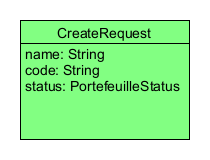 CreateRequest
name: String
code: String
status: PortefeuilleStatus